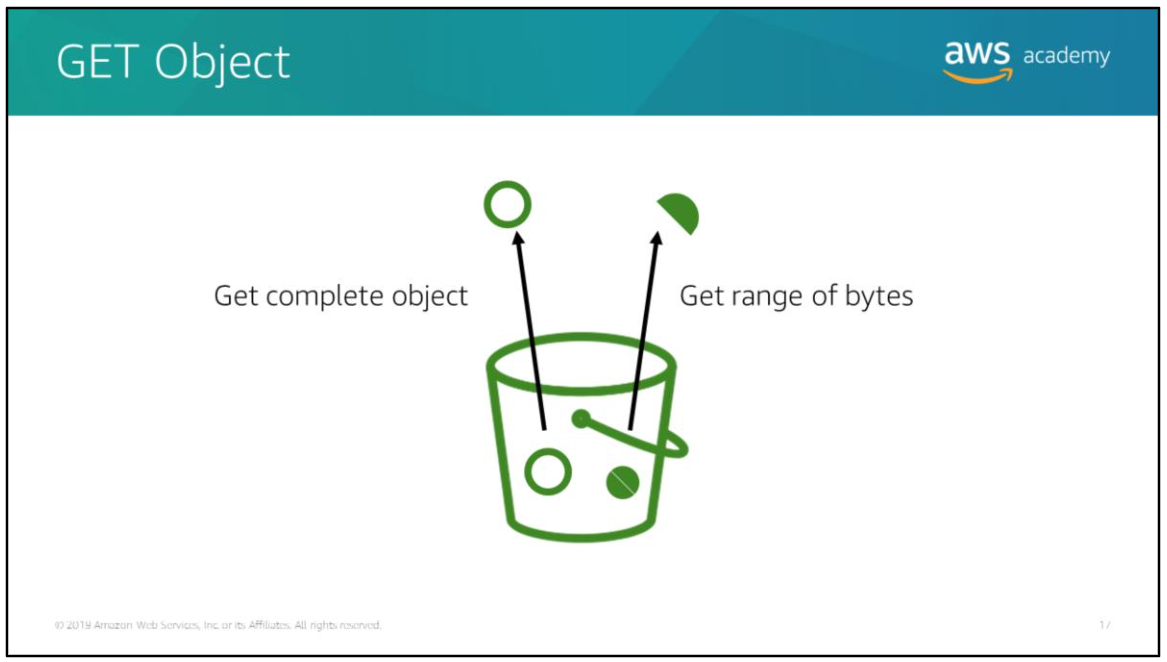 GET Object
aws academy
Get complete object
Get range of bytes
© 2019 Amazon Web Services, Inc. or its Affiliates. All rights reserved.
17